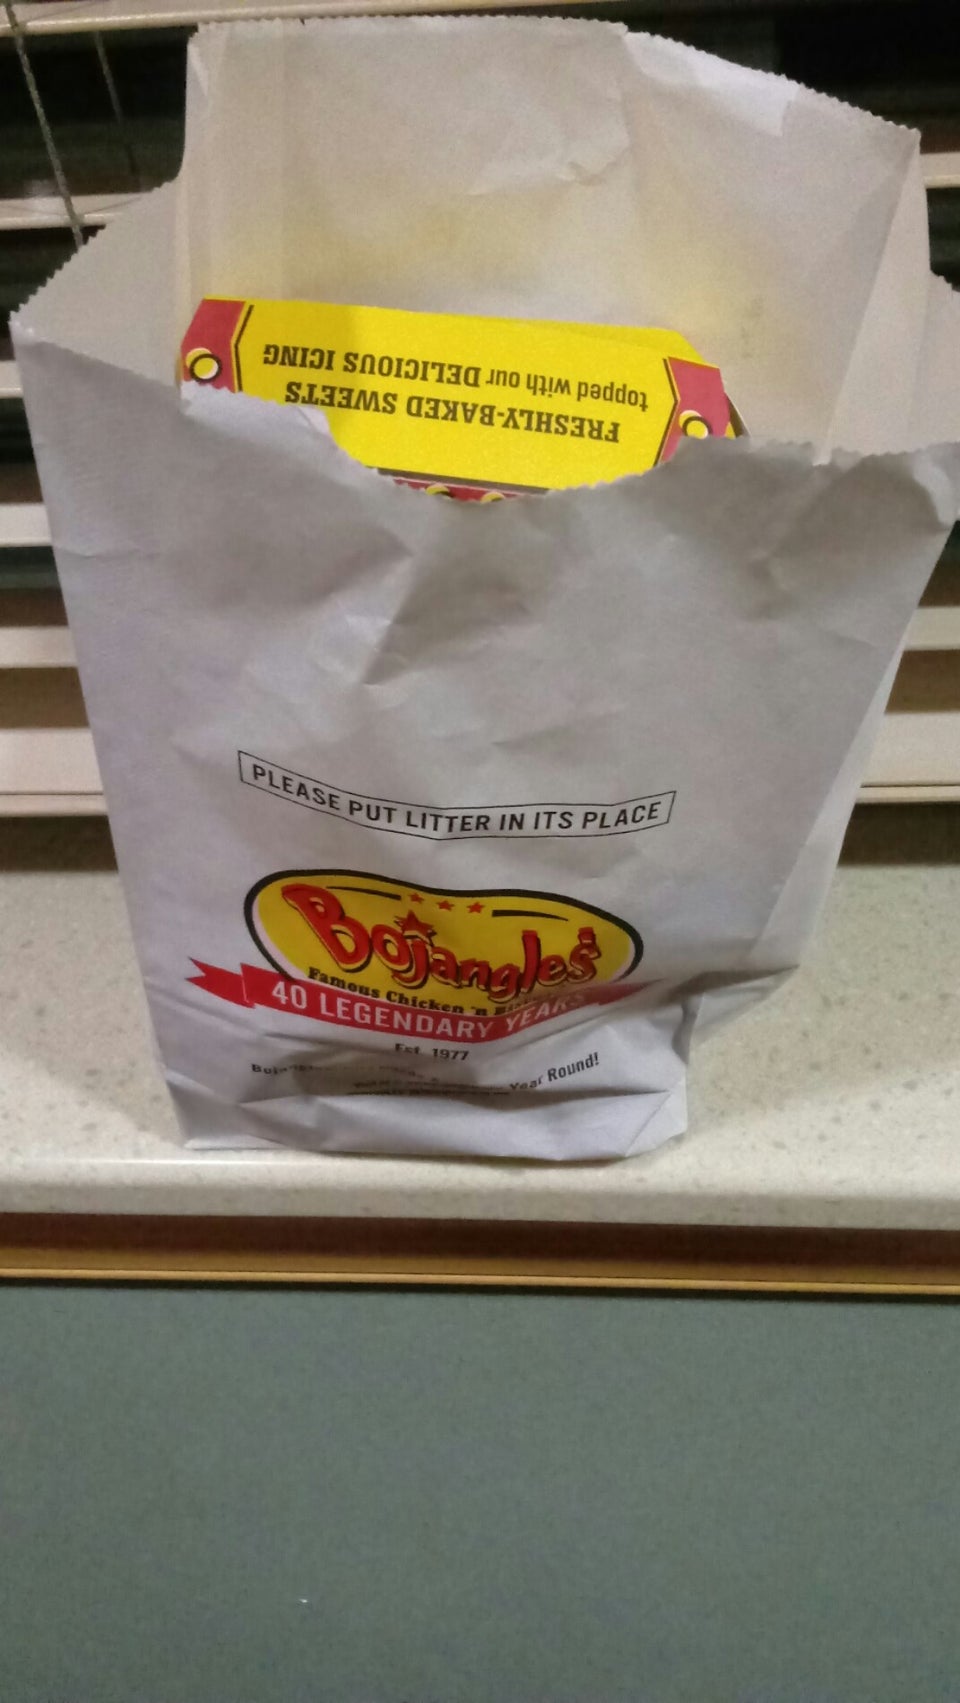 FRESHLY-BAKED SWEETS
topped with our DELICIOUS ICING
PLEASE PUT LITTER IN ITS PLACE
Bojangles'
Famous Chicken 'n
40 LEGENDARY YEARS
Est. 1977
Year Round!